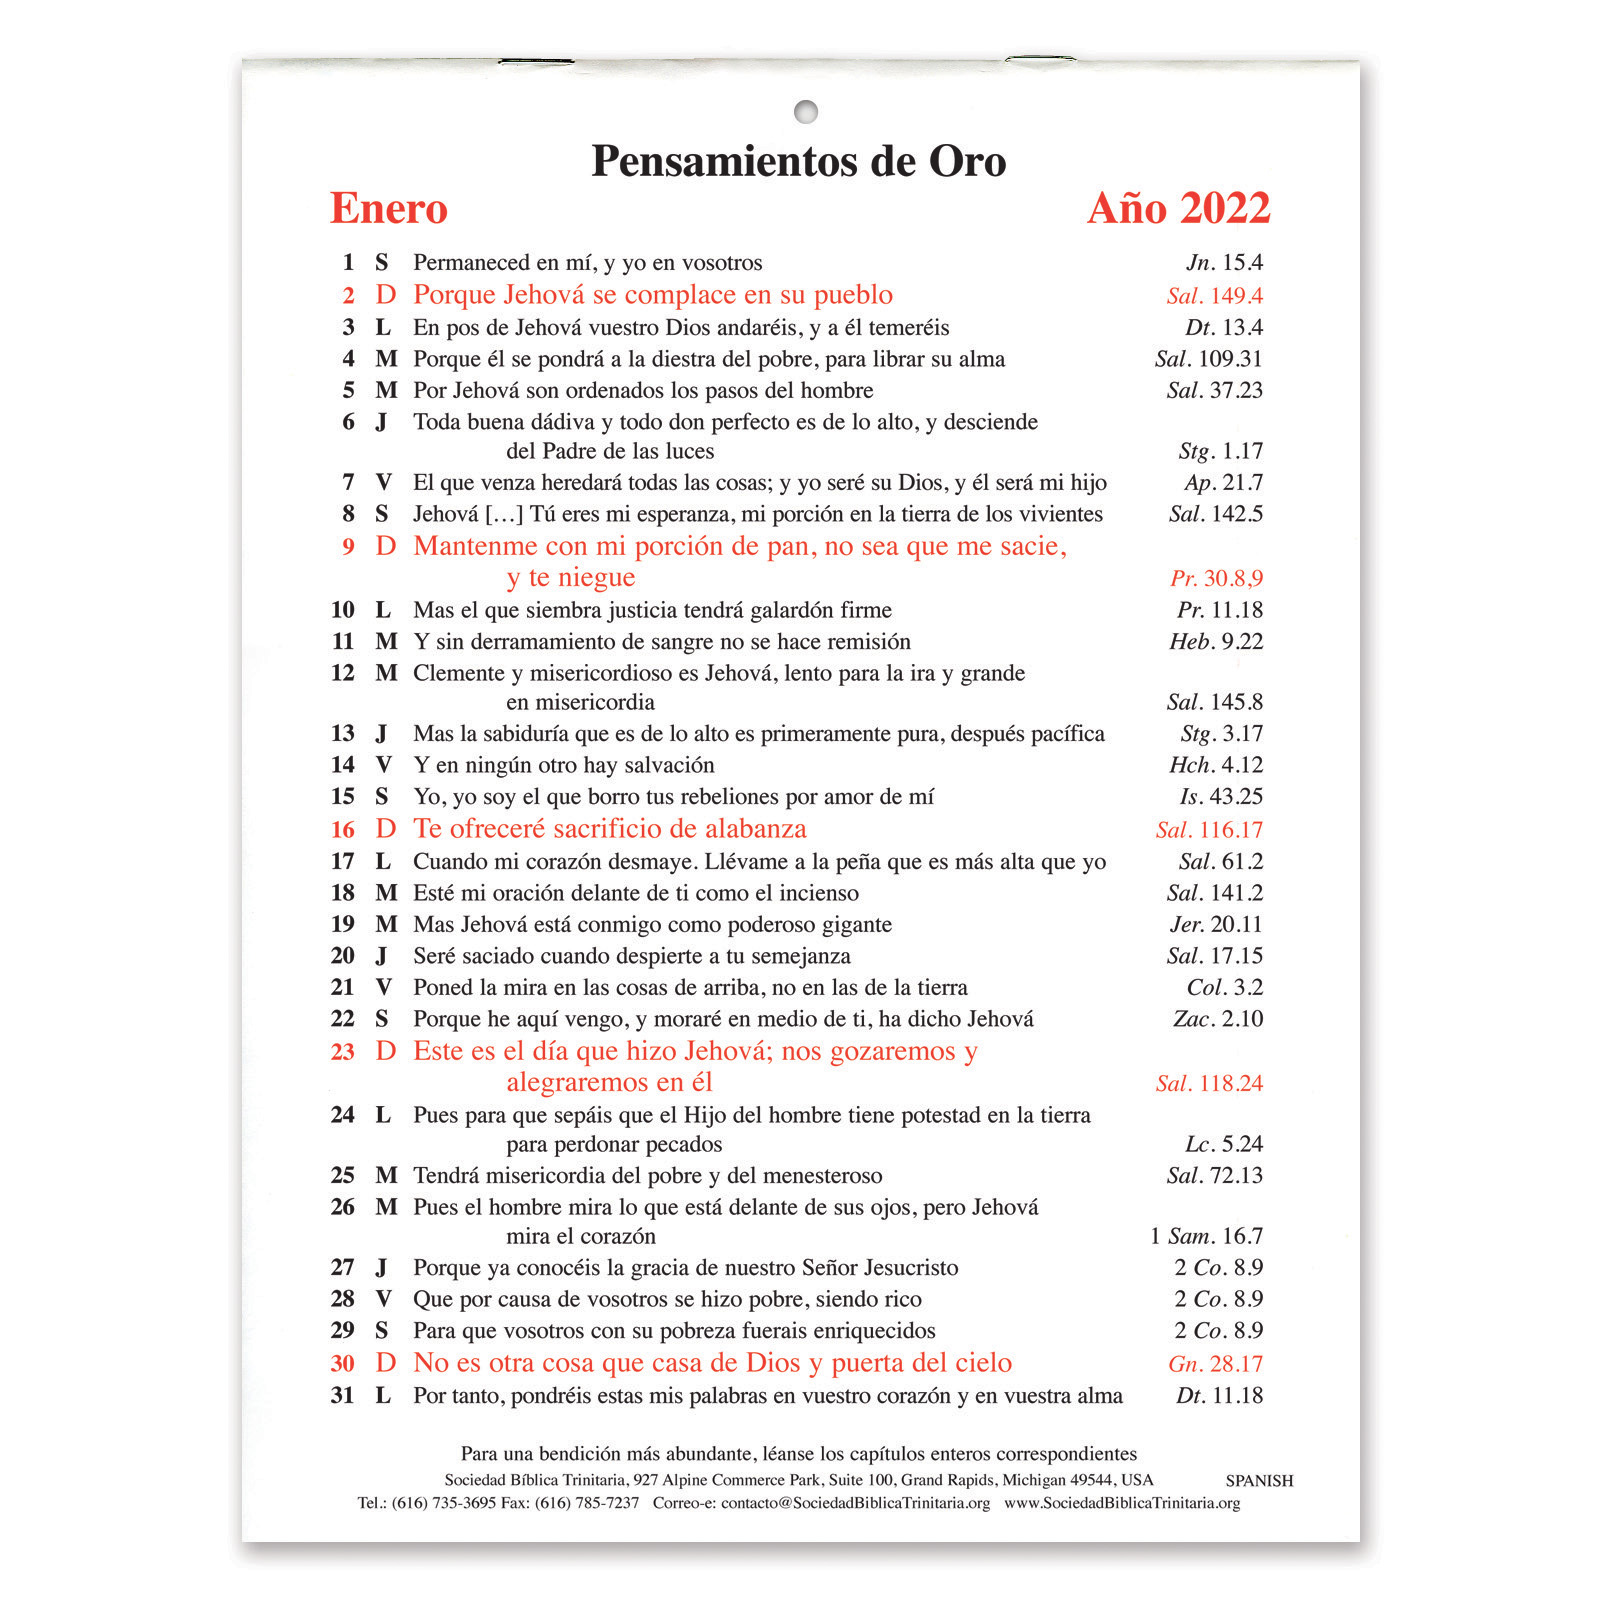 Pensamientos de Oro
Enero Año 2022
1 S Permaneced en mí, y yo en vosotros Jn. 15.4
2 D Porque Jehová se complace en su pueblo Sal. 149.4
3 L En pos de Jehová vuestro Dios andaréis, y a él temeréis Dt. 13.4
4 M Porque él se pondrá a la diestra del pobre, para librar su alma Sal. 109.31
5 M Por Jehová son ordenados los pasos del hombre Sal. 37.23
6 J Toda buena dádiva y todo don perfecto es de lo alto, y desciende
del Padre de las luces Stg. 1.17
7 V El que venza heredará todas las cosas; y yo seré su Dios, y él será mi hijo Ap. 21.7
8 S Jehová […] Tú eres mi esperanza, mi porción en la tierra de los vivientes Sal. 142.5
9 D Mantenme con mi porción de pan, no sea que me sacie,
y te niegue Pr. 30.8,9
10 L Mas el que siembra justicia tendrá galardón firme Pr. 11.18
11 M Y sin derramamiento de sangre no se hace remisión Heb. 9.22
12 M Clemente y misericordioso es Jehová, lento para la ira y grande
en misericordia Sal. 145.8
13 J Mas la sabiduría que es de lo alto es primeramente pura, después pacífica Stg. 3.17
14 V Y en ningún otro hay salvación Hch. 4.12
15 S Yo, yo soy el que borro tus rebeliones por amor de mí Is. 43.25
16 D Te ofreceré sacrificio de alabanza Sal. 116.17
17 L Cuando mi corazón desmaye. Llévame a la peña que es más alta que yo Sal. 61.2
18 M Esté mi oración delante de ti como el incienso Sal. 141.2
19 M Mas Jehová está conmigo como poderoso gigante Jer. 20.11
20 J Seré saciado cuando despierte a tu semejanza Sal. 17.15
21 V Poned la mira en las cosas de arriba, no en las de la tierra Col. 3.2
22 S Porque he aquí vengo, y moraré en medio de ti, ha dicho Jehová Zac. 2.10
23 D Este es el día que hizo Jehová; nos gozaremos y
alegraremos en él Sal. 118.24
24 L Pues para que sepáis que el Hijo del hombre tiene potestad en la tierra
para perdonar pecados Lc. 5.24
25 M Tendrá misericordia del pobre y del menesteroso Sal. 72.13
26 M Pues el hombre mira lo que está delante de sus ojos, pero Jehová
mira el corazón 1 Sam. 16.7
27 J Porque ya conocéis la gracia de nuestro Señor Jesucristo 2 Co. 8.9
28 V Que por causa de vosotros se hizo pobre, siendo rico 2 Co. 8.9
29 S Para que vosotros con su pobreza fuerais enriquecidos 2 Co. 8.9
30 D No es otra cosa que casa de Dios y puerta del cielo Gn. 28.17
31 L Por tanto, pondréis estas mis palabras en vuestro corazón y en vuestra alma Dt. 11.18
Para una bendición más abundante, léanse los capítulos enteros correspondientes
Sociedad Bíblica Trinitaria, 927 Alpine Commerce Park, Suite 100, Grand Rapids, Michigan 49544, USA SPANISH
Tel.: (616) 735-3695 Fax: (616) 785-7237 Correo-e: contacto@SociedadBiblicaTrinitaria.org www.SociedadBiblicaTrinitaria.org